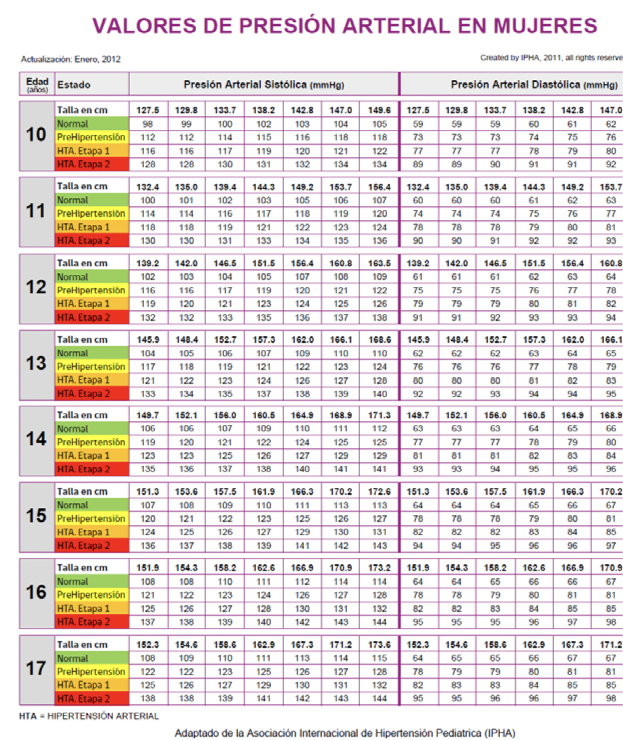 VALORES DE PRESIÓN ARTERIAL EN MUJERES
Actualización: Enero, 2012
Created by IPHA, 2011, all rights reserve
Edad (años) Estado Presión Arterial Sistólica (mmHg) Presión Arterial Diastólica (mmHg)
10
Talla en cm 127.5 129.8 133.7 138.2 142.8 147.0 149.6 127.5 129.8 133.7 138.2 142.8 147.0
Normal 98 99 100 102 103 104 105 59 59 59 60 61 62
PreHipertensión 112 112 114 115 116 118 118 73 73 73 74 75 76
HTA. Etapa 1 116 116 117 119 120 121 122 77 77 77 78 79 80
HTA. Etapa 2 128 128 130 131 132 134 134 89 89 90 91 91 92
11
Talla en cm 132.4 135.0 139.4 144.3 149.2 153.7 156.4 132.4 135.0 139.4 144.3 149.2 153.7
Normal 100 101 102 103 105 106 107 60 60 60 61 62 63
PreHipertensión 114 114 116 117 118 119 120 74 74 74 75 76 77
HTA. Etapa 1 118 118 119 121 122 123 124 78 78 78 79 80 81
HTA. Etapa 2 130 130 131 133 134 135 136 90 90 91 92 92 93
12
Talla en cm 139.2 142.0 146.5 151.5 156.4 160.8 163.5 139.2 142.0 146.5 151.5 156.4 160.8
Normal 102 103 104 105 107 108 109 61 61 61 62 63 64
PreHipertensión 116 116 117 119 120 121 122 75 75 75 76 77 78
HTA. Etapa 1 119 120 121 123 124 125 126 79 79 79 80 81 82
HTA. Etapa 2 132 132 133 135 136 137 138 91 91 92 93 93 94
13
Talla en cm 145.9 148.4 152.7 157.3 162.0 166.1 168.6 145.9 148.4 152.7 157.3 162.0 166.1
Normal 104 105 106 107 109 110 110 62 62 62 63 64 65
PreHipertensión 117 118 119 121 122 123 124 76 76 76 77 78 79
HTA. Etapa 1 121 122 123 124 126 127 128 80 80 80 81 82 83
HTA. Etapa 2 133 134 135 137 138 139 140 92 92 93 94 94 95
14
Talla en cm 149.7 152.1 156.0 160.5 164.9 168.9 171.3 149.7 152.1 156.0 160.5 164.9 168.9
Normal 106 106 107 109 110 111 112 63 63 63 64 65 66
PreHipertensión 119 120 121 122 124 125 125 77 77 77 78 79 80
HTA. Etapa 1 123 123 125 126 127 129 129 81 81 81 82 83 84
HTA. Etapa 2 135 136 137 138 140 141 141 93 93 94 95 95 96
15
Talla en cm 151.3 153.6 157.5 161.9 166.3 170.2 172.6 151.3 153.6 157.5 161.9 166.3 170.2
Normal 107 108 109 110 111 113 113 64 64 64 65 66 67
PreHipertensión 120 121 122 123 125 126 127 78 78 78 79 80 81
HTA. Etapa 1 124 125 126 127 129 130 131 82 82 82 83 84 85
HTA. Etapa 2 136 137 138 139 141 142 143 94 94 95 96 96 97
16
Talla en cm 151.9 154.3 158.2 162.6 166.9 170.9 173.2 151.9 154.3 158.2 162.6 166.9 170.9
Normal 108 108 110 111 112 114 114 64 64 65 66 66 67
PreHipertensión 121 122 123 124 126 127 128 78 78 79 80 81 81
HTA. Etapa 1 125 126 127 128 130 131 132 82 82 83 84 85 85
HTA. Etapa 2 137 138 139 140 142 143 144 95 95 95 96 97 98
17
Talla en cm 152.3 154.6 158.6 162.9 167.3 171.2 173.6 152.3 154.6 158.6 162.9 167.3 171.2
Normal 108 109 110 111 113 114 115 64 65 65 66 67 67
PreHipertensión 122 122 123 125 126 127 128 78 79 79 80 81 81
HTA. Etapa 1 125 126 127 129 130 131 132 82 83 83 84 85 85
HTA. Etapa 2 138 138 139 141 142 143 144 95 95 96 96 97 98
HTA = HIPERTENSIÓN ARTERIAL
Adaptado de la Asociación Internacional de Hipertensión Pediatrica (IPHA)